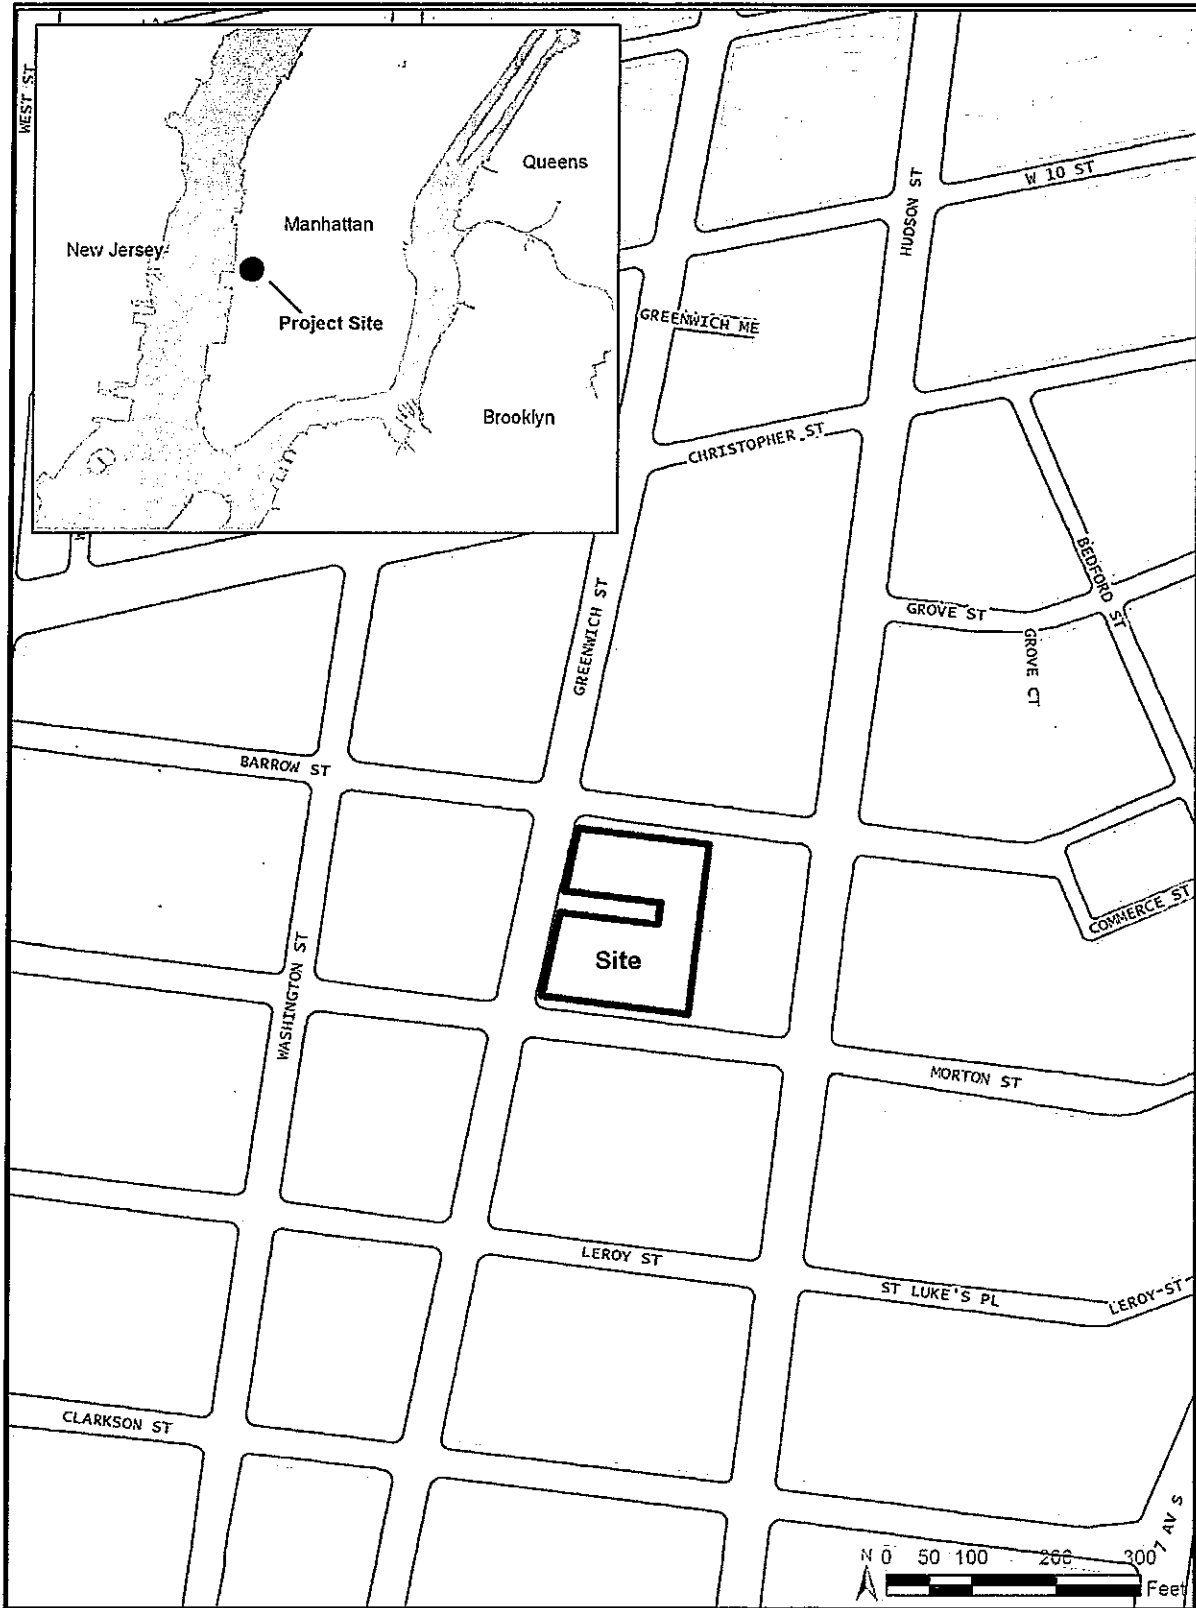 WEST ST
Queens
W 10 ST
HUDSON ST
Manhattan
New Jersey
Project Site
GREENWICH ME
Brooklyn
CHRISTOPHER ST
BEDFORD ST
GREENWICH ST
GROVE ST
GROVE CT
BARROW ST
COMMERCE ST
Site
WASHINGTON ST
MORTON ST
LEROY ST
ST LUKE'S PL
LEROY ST
CLARKSON ST
7 AV S
N 0 50 100 200 300
Feet